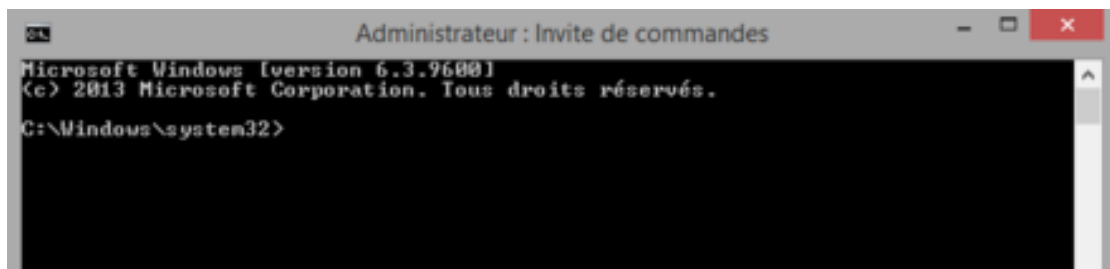 Administrateur : Invite de commandes
Microsoft Windows [version 6.3.9600]
(c) 2013 Microsoft Corporation. Tous droits réservés.
C:\Windows\system32>